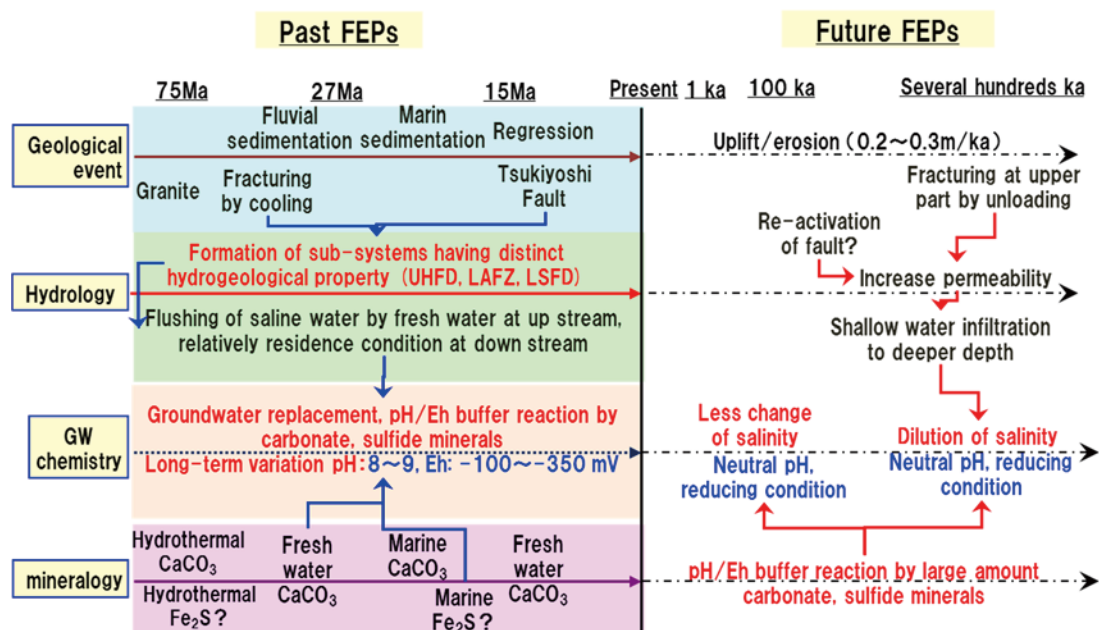 Past FEPs
Future FEPs
75Ma
27Ma
15Ma
Present
1 ka
100 ka
Several hundreds ka
Geological
event
Fluvial
sedimentation
Marin
sedimentation
Regression
Granite
Fracturing
by cooling
Tsukiyoshi
Fault
Uplift/erosion (0.2～0.3m/ka)
Fracturing at upper
part by unloading
Re-activation
of fault?
Hydrology
Formation of sub-systems having distinct
hydrogeological property (UHFD, LAFZ, LSFD)
Flushing of saline water by fresh water at up stream,
relatively residence condition at down stream
Increase permeability
Shallow water infiltration
to deeper depth
GW
chemistry
Groundwater replacement, pH/Eh buffer reaction by
carbonate, sulfide minerals
Long-term variation pH:8～9, Eh: -100～-350 mV
Less change
of salinity
Neutral pH,
reducing condition
Dilution of salinity
Neutral pH, reducing
condition
mineralogy
Hydrothermal
CaCO₃
Fresh
water
CaCO₃
Marine
CaCO₃
Fresh
water
CaCO₃
Hydrothermal
Fe₂S?
Marine
Fe₂S?
pH/Eh buffer reaction by large amount
carbonate, sulfide minerals